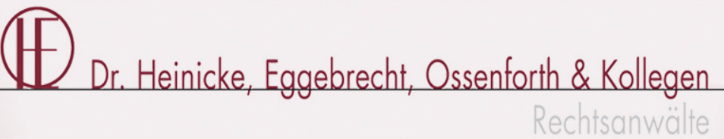 HE Dr. Heinicke, Eggebrecht, Ossenforth & Kollegen
Rechtsanwälte